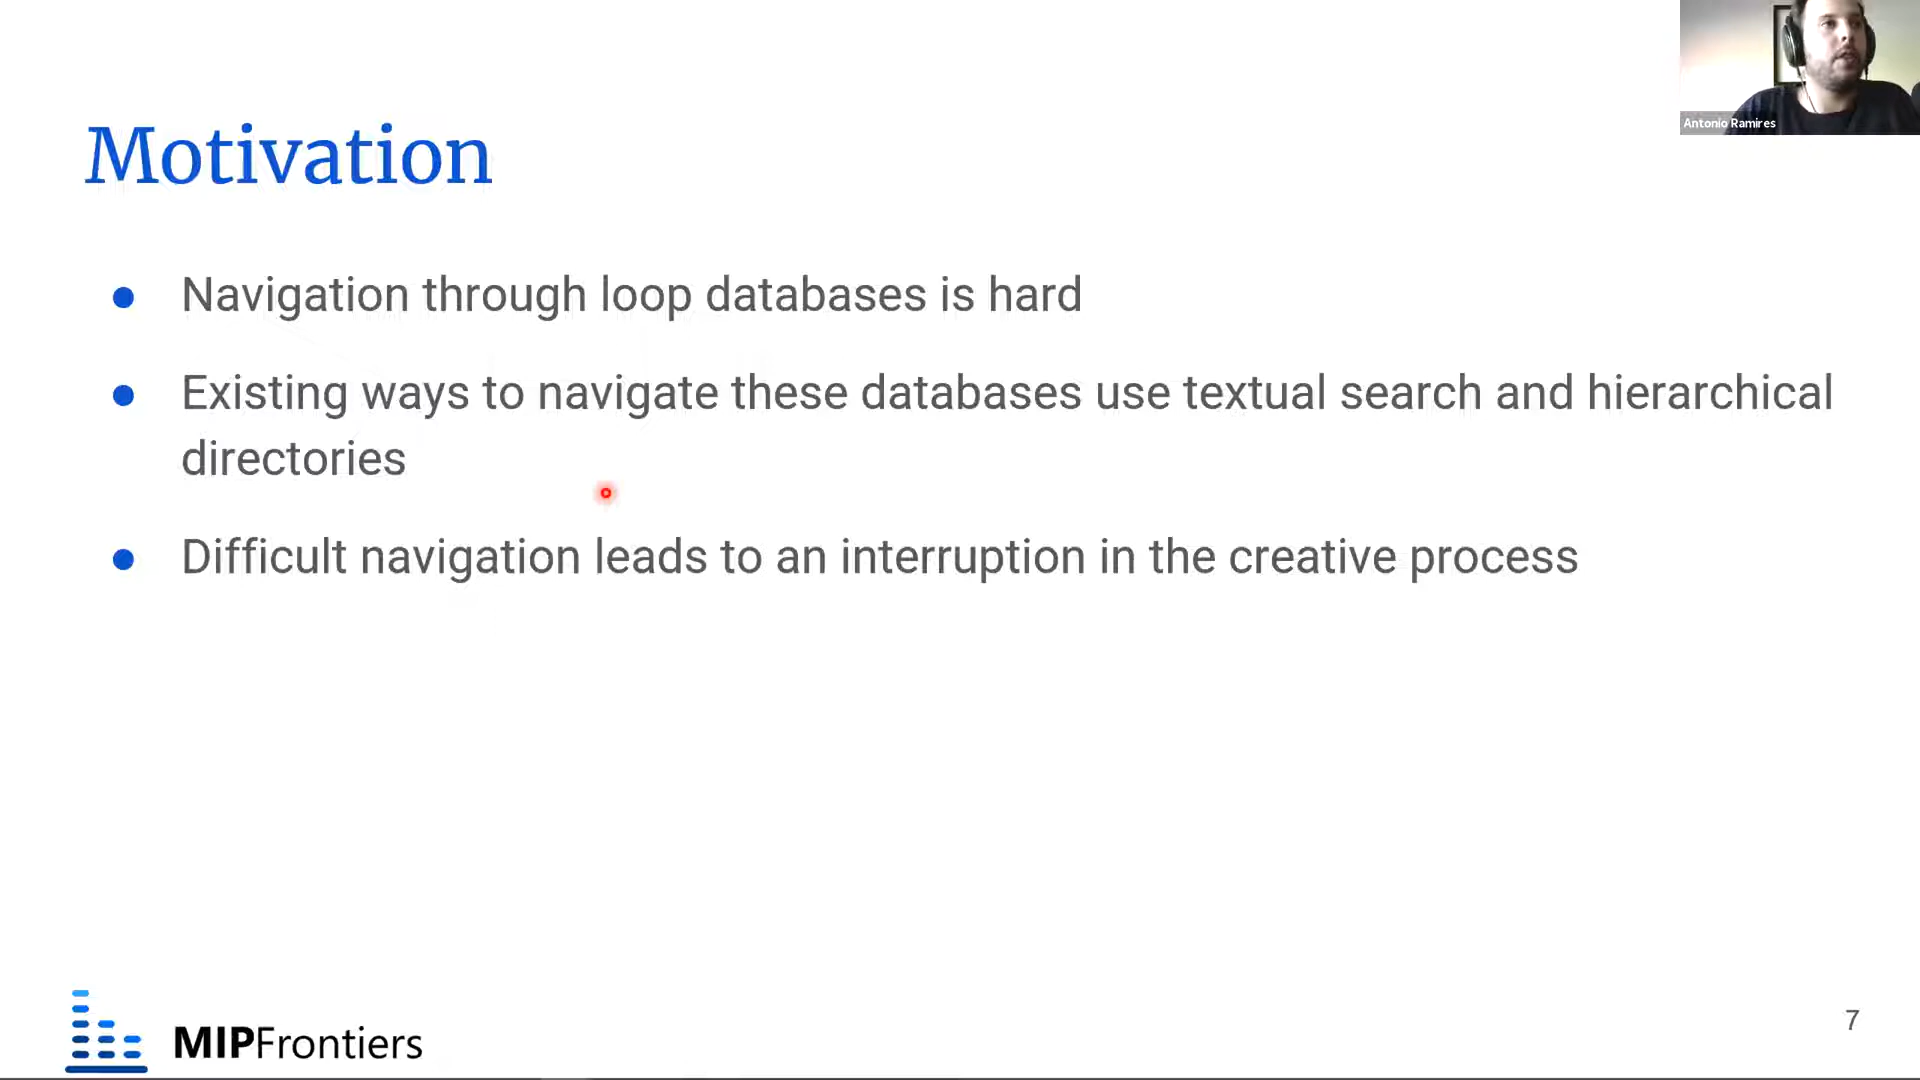 Antonio Ramires
Motivation
● Navigation through loop databases is hard
● Existing ways to navigate these databases use textual search and hierarchical
directories
● Difficult navigation leads to an interruption in the creative process
MIPFrontiers
7